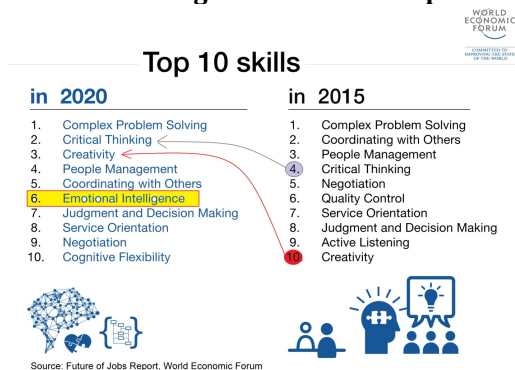 WORLD
ECONOMIC
FORUM
COMMITTED TO
IMPROVING THE STATE
OF THE WORLD
Top 10 skills
in 2020
1. Complex Problem Solving
2. Critical Thinking
3. Creativity
4. People Management
5. Coordinating with Others
6. Emotional Intelligence
7. Judgment and Decision Making
8. Service Orientation
9. Negotiation
10. Cognitive Flexibility
in 2015
1. Complex Problem Solving
2. Coordinating with Others
3. People Management
4. Critical Thinking
5. Negotiation
6. Quality Control
7. Service Orientation
8. Judgment and Decision Making
9. Active Listening
10. Creativity
Source: Future of Jobs Report, World Economic Forum